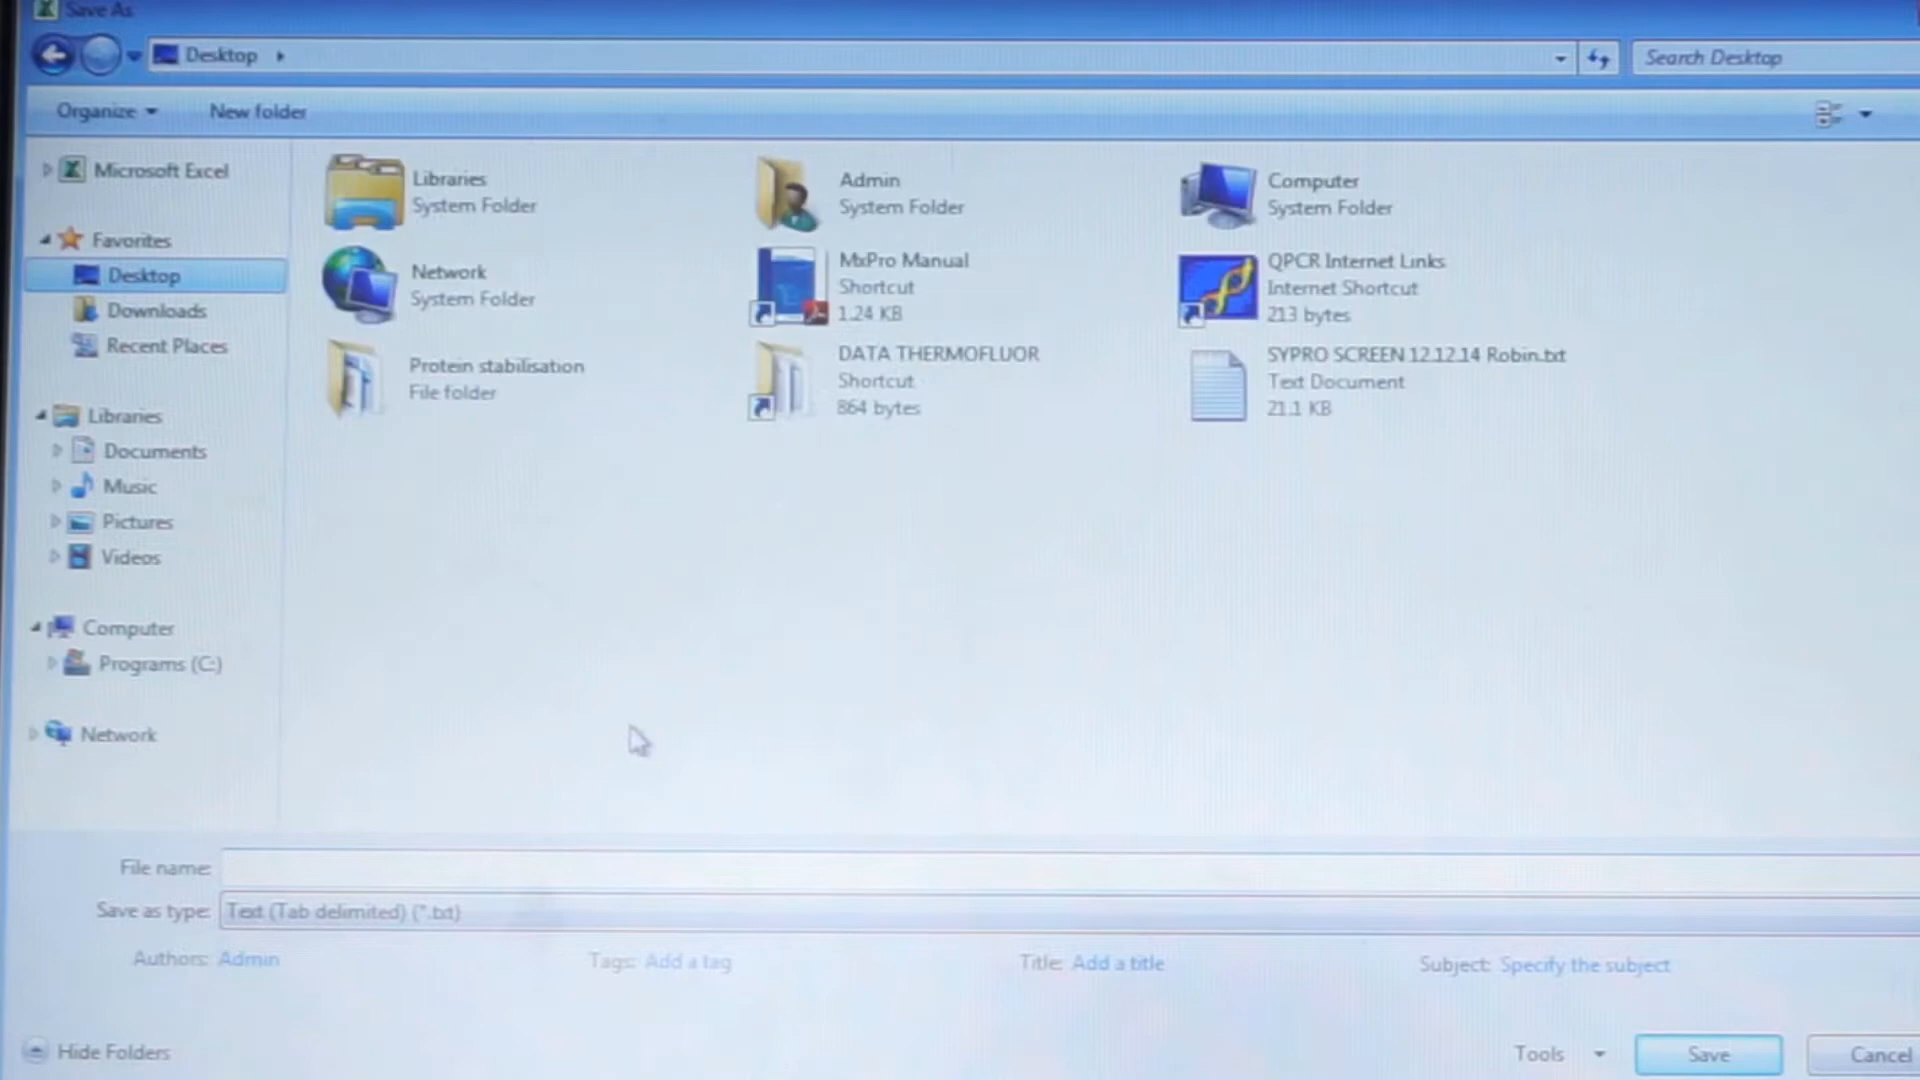 Save As
Desktop
Search Desktop
Organize
New folder
Microsoft Excel
Favorites
Desktop
Downloads
Recent Places
Libraries
Documents
Music
Pictures
Videos
Computer
Programs (C:)
Network
Libraries
System Folder
Admin
System Folder
Computer
System Folder
Network
System Folder
MxPro Manual
Shortcut
1.24 KB
QPCR Internet Links
Internet Shortcut
213 bytes
Protein stabilisation
File folder
DATA THERMOFLUOR
Shortcut
864 bytes
SYPRO SCREEN 12.12.14 Robin.txt
Text Document
21.1 KB
File name:
Save as type: Text (Tab delimited) (*.txt)
Authors: Admin
Tags: Add a tag
Title: Add a title
Subject: Specify the subject
Hide Folders
Tools
Save
Cancel